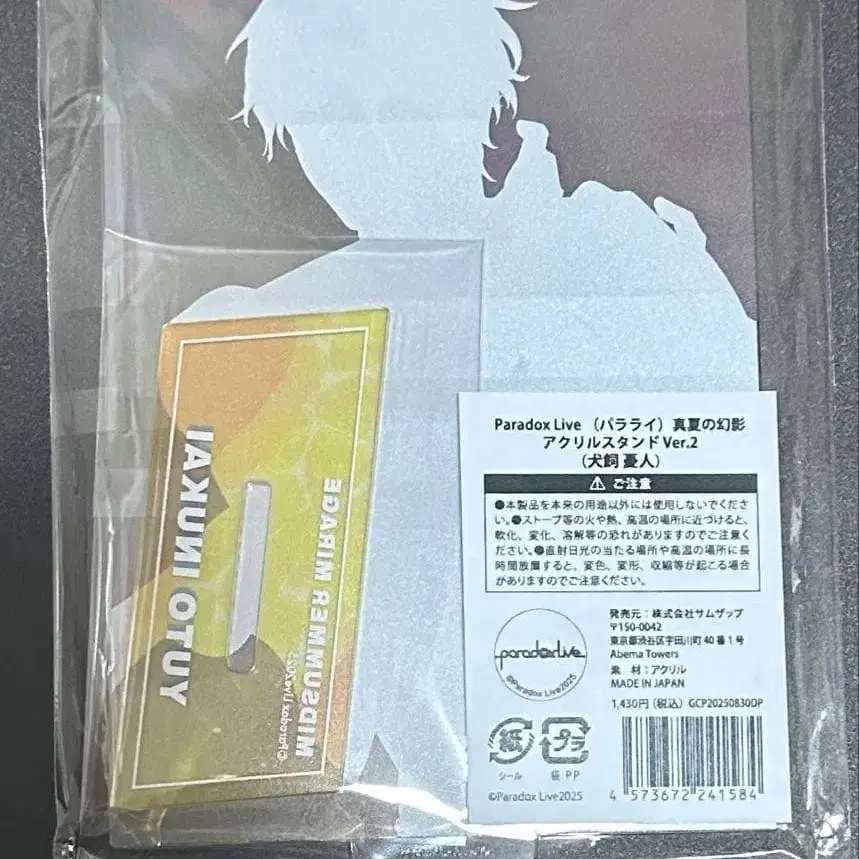 YUTO INUKAI
MIDSUMMER MIRAGE
©Paradox Live2025
Paradox Live (パラライ) 真夏の幻影
アクリルスタンド Ver.2
(犬飼 憂人)
⚠ ご注意
●本製品を本来の用途以外には使用しないでくださ
い。●ストーブ等の火や熱、高温の場所に近づけると、
軟化、変化、溶解等の恐れがありますのでご注意くだ
さい。●直射日光の当たる場所や高温の場所に長
時間放置すると、変色、変形、収縮等が起こる場合
がありますのでご注意ください。
paradoxlive
©Paradox Live2025
発売元:株式会社サムザップ
〒150-0042
東京都渋谷区宇田川町40番1号
Abema Towers
素 材:アクリル
MADE IN JAPAN
1,430円(税込) GCP20250830DP
紙
シール
プラ
袋:PP
©Paradox Live2025
4 573672 241584